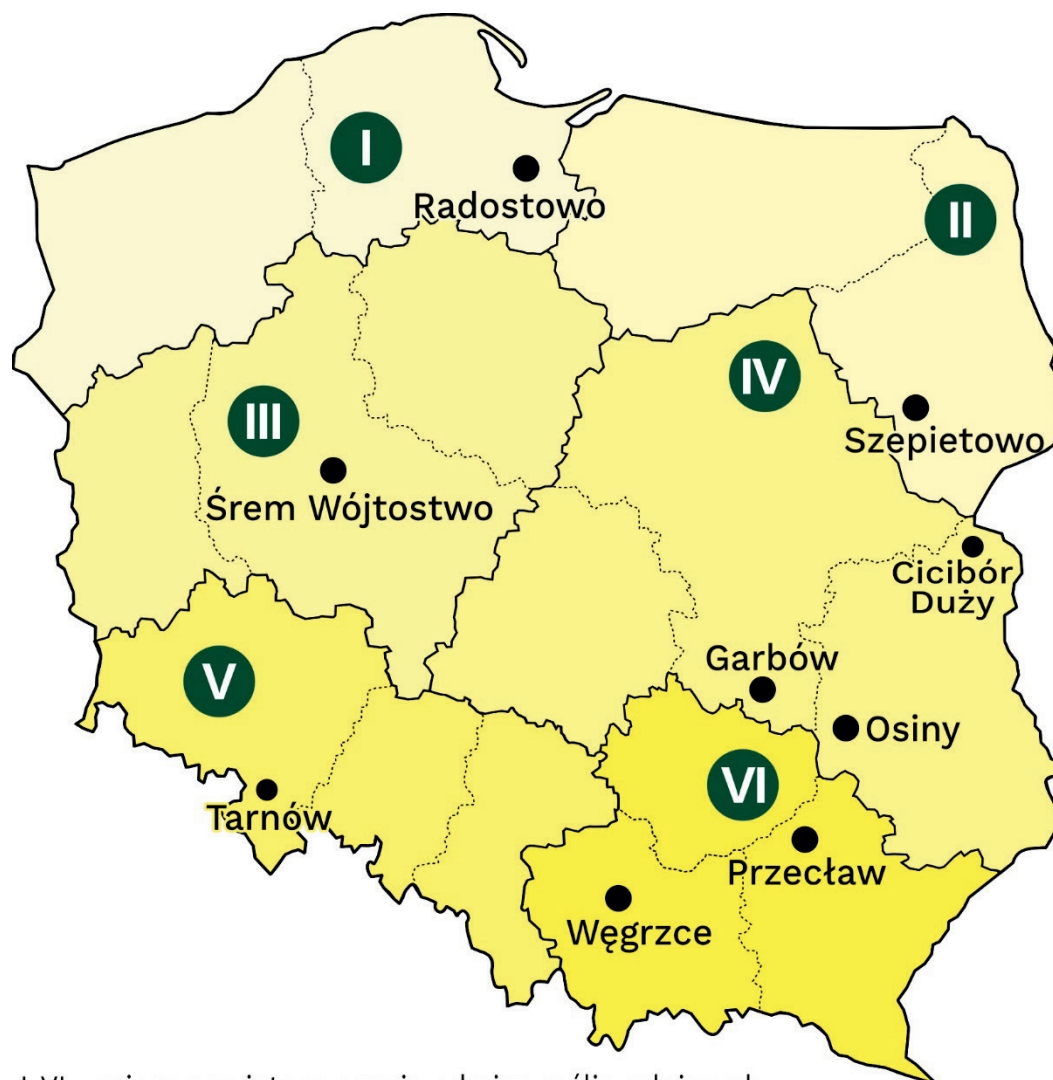 I
Radostowo
II
IV
III
Szepietowo
Śrem Wójtostwo
Cicibór
Duży
Garbów
V
Osiny
VI
Tarnów
Przecław
Węgrzce